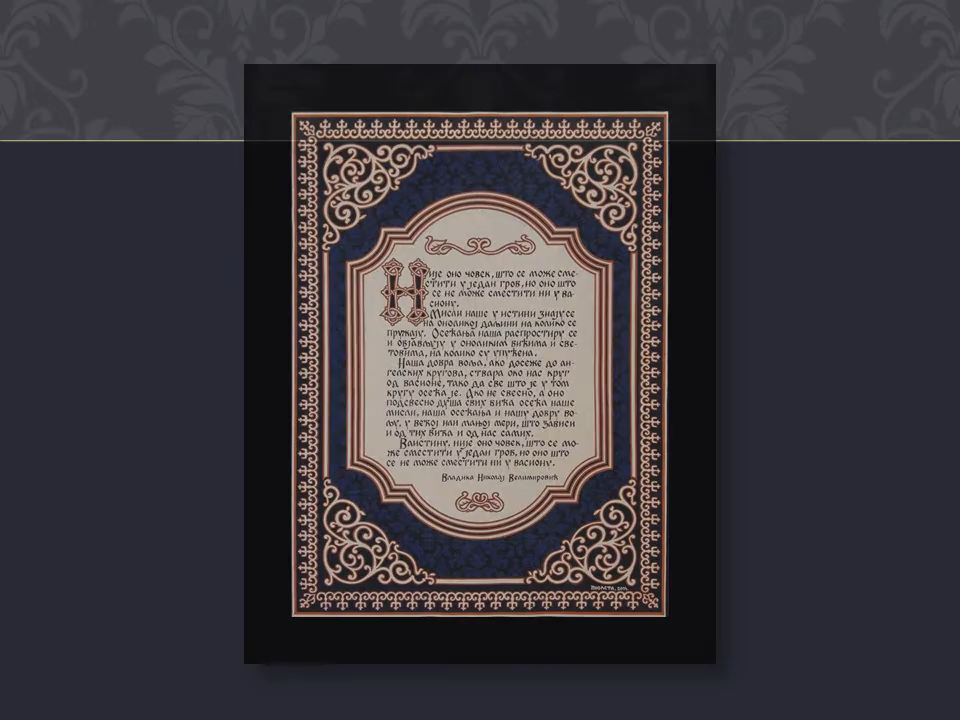 Није оно човек, што се може сме-
стити у један гроб, но оно што
се не може сместити ни у ва-
сиону.
Мисли наше у истини знају се
на оноликој даљини на колико се
пружају. Осећања наша распростиру се
и објављују у оноликим бићима и све-
товима, на колико су упућена.
Наша добра воља, ако досеже до ан-
гелских кругова, ствара око нас круг
од васионе, тако да све што је у том
кругу осећа је. Ако не свесно, а оно
подсвесно душа свих бића осећа наше
мисли, наша осећања и нашу добру во-
љу, у већој или мањој мери, што зависи
и од тих бића и од нас самих.
Ваистину, није оно човек, што се мо-
же сместити у један гроб, но оно што
се не може сместити ни у васиону.
Владика Николај Велимировић